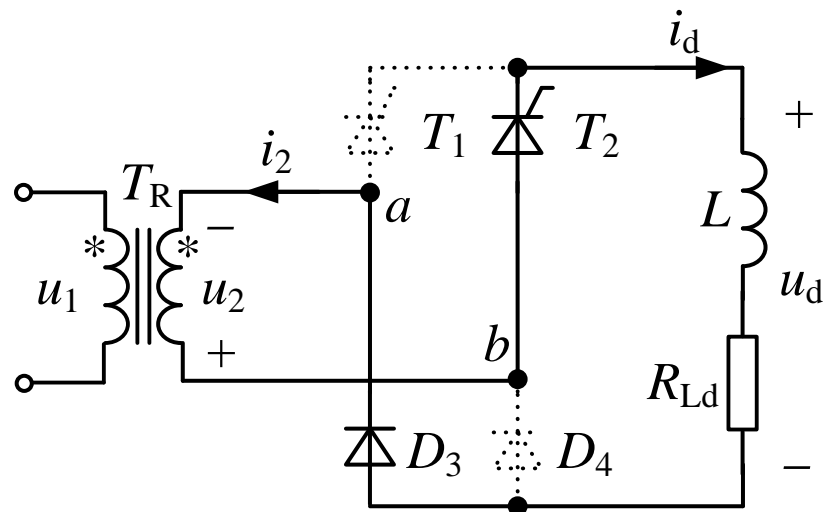 i_d
+
T_1
T_2
i_2
T_R
a
L
* * −
u_1
u_2
u_d
+
b
R_Ld
D_3
D_4
−